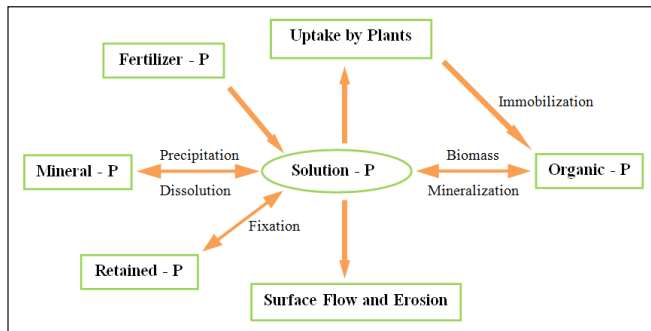 Uptake by Plants
Fertilizer - P
Immobilization
Precipitation
Biomass
Mineral - P
Solution - P
Organic - P
Dissolution
Mineralization
Fixation
Retained - P
Surface Flow and Erosion